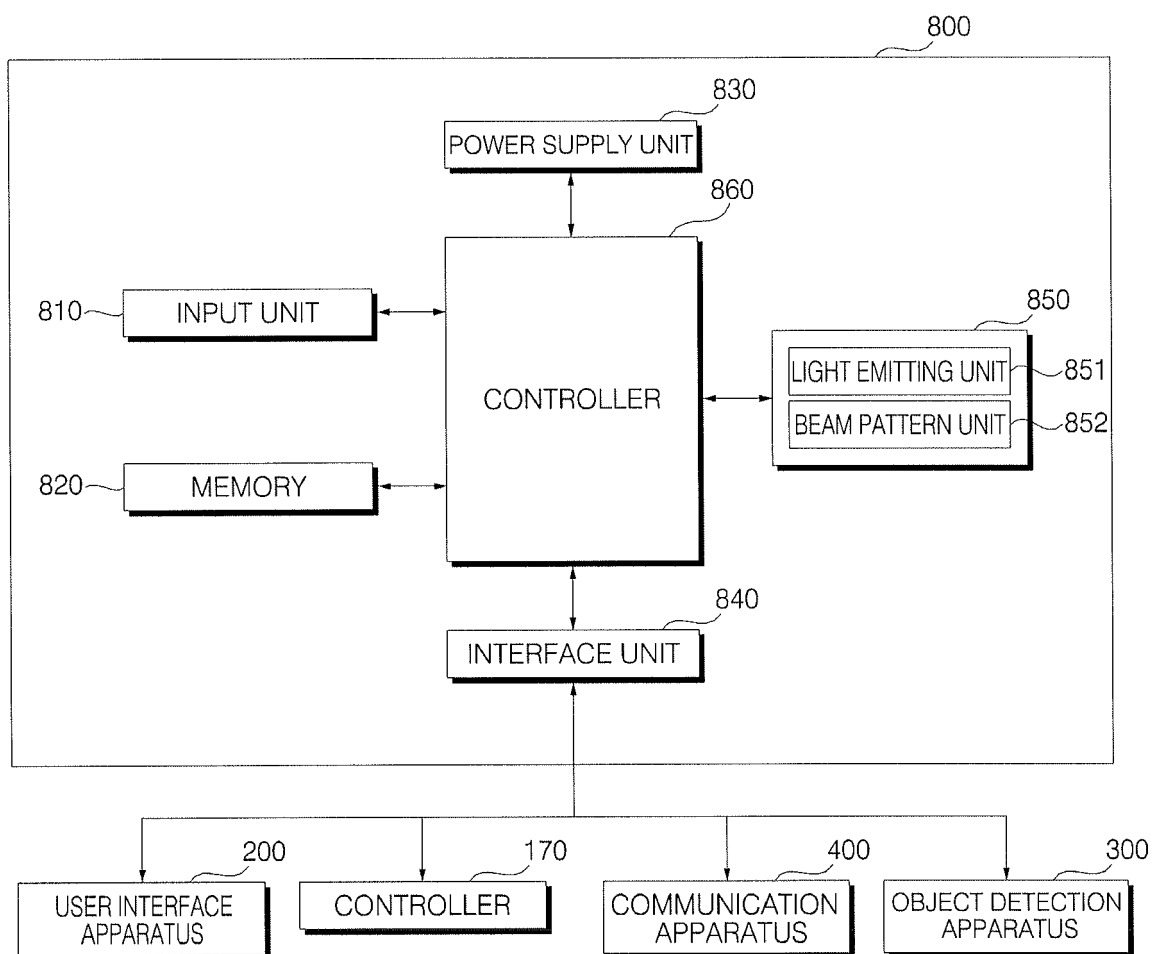 800
830
POWER SUPPLY UNIT
860
810
INPUT UNIT
850
LIGHT EMITTING UNIT
851
CONTROLLER
BEAM PATTERN UNIT
852
820
MEMORY
840
INTERFACE UNIT
200
170
400
300
USER INTERFACE
APPARATUS
CONTROLLER
COMMUNICATION
APPARATUS
OBJECT DETECTION
APPARATUS